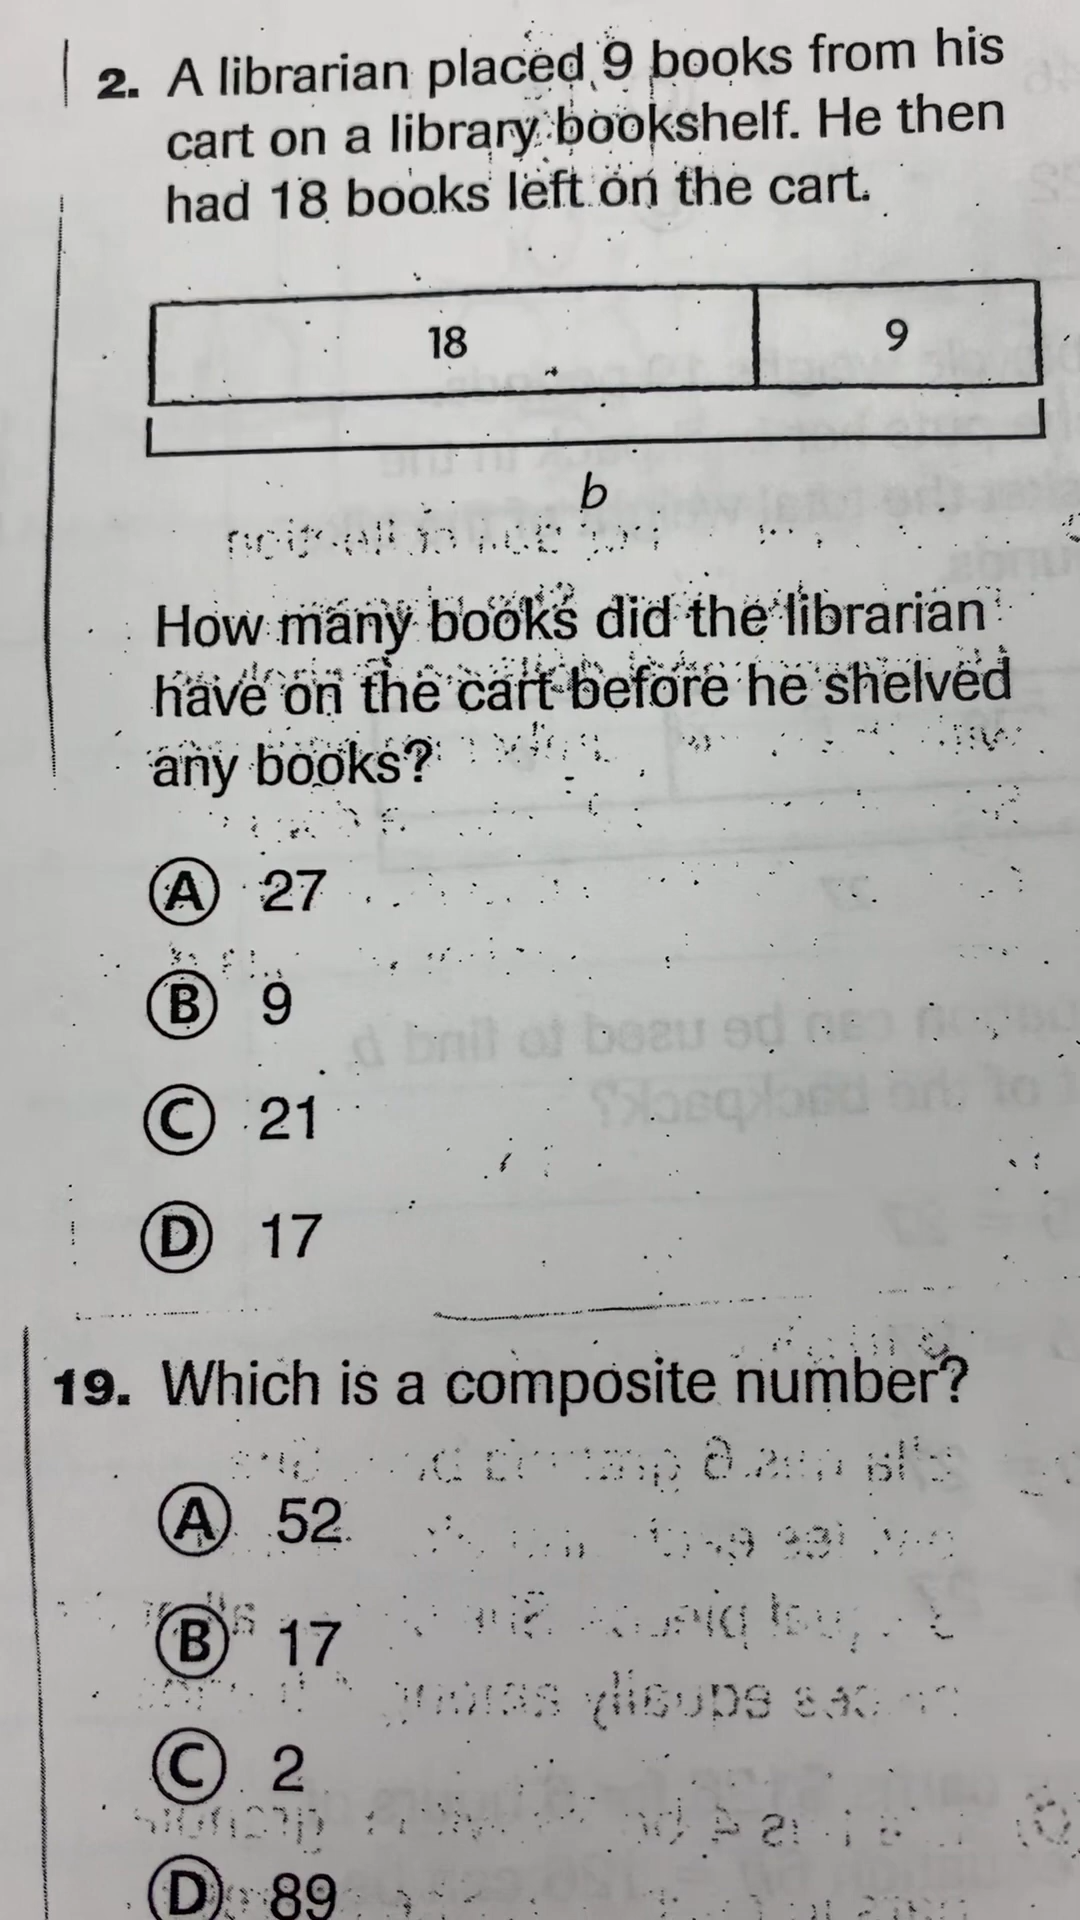 2. A librarian placed 9 books from his
cart on a library bookshelf. He then
had 18 books left on the cart.
18 9
b
How many books did the librarian
have on the cart before he shelved
any books?
A 27
B 9
C 21
D 17
19. Which is a composite number?
A 52
B 17
C 2
D 89